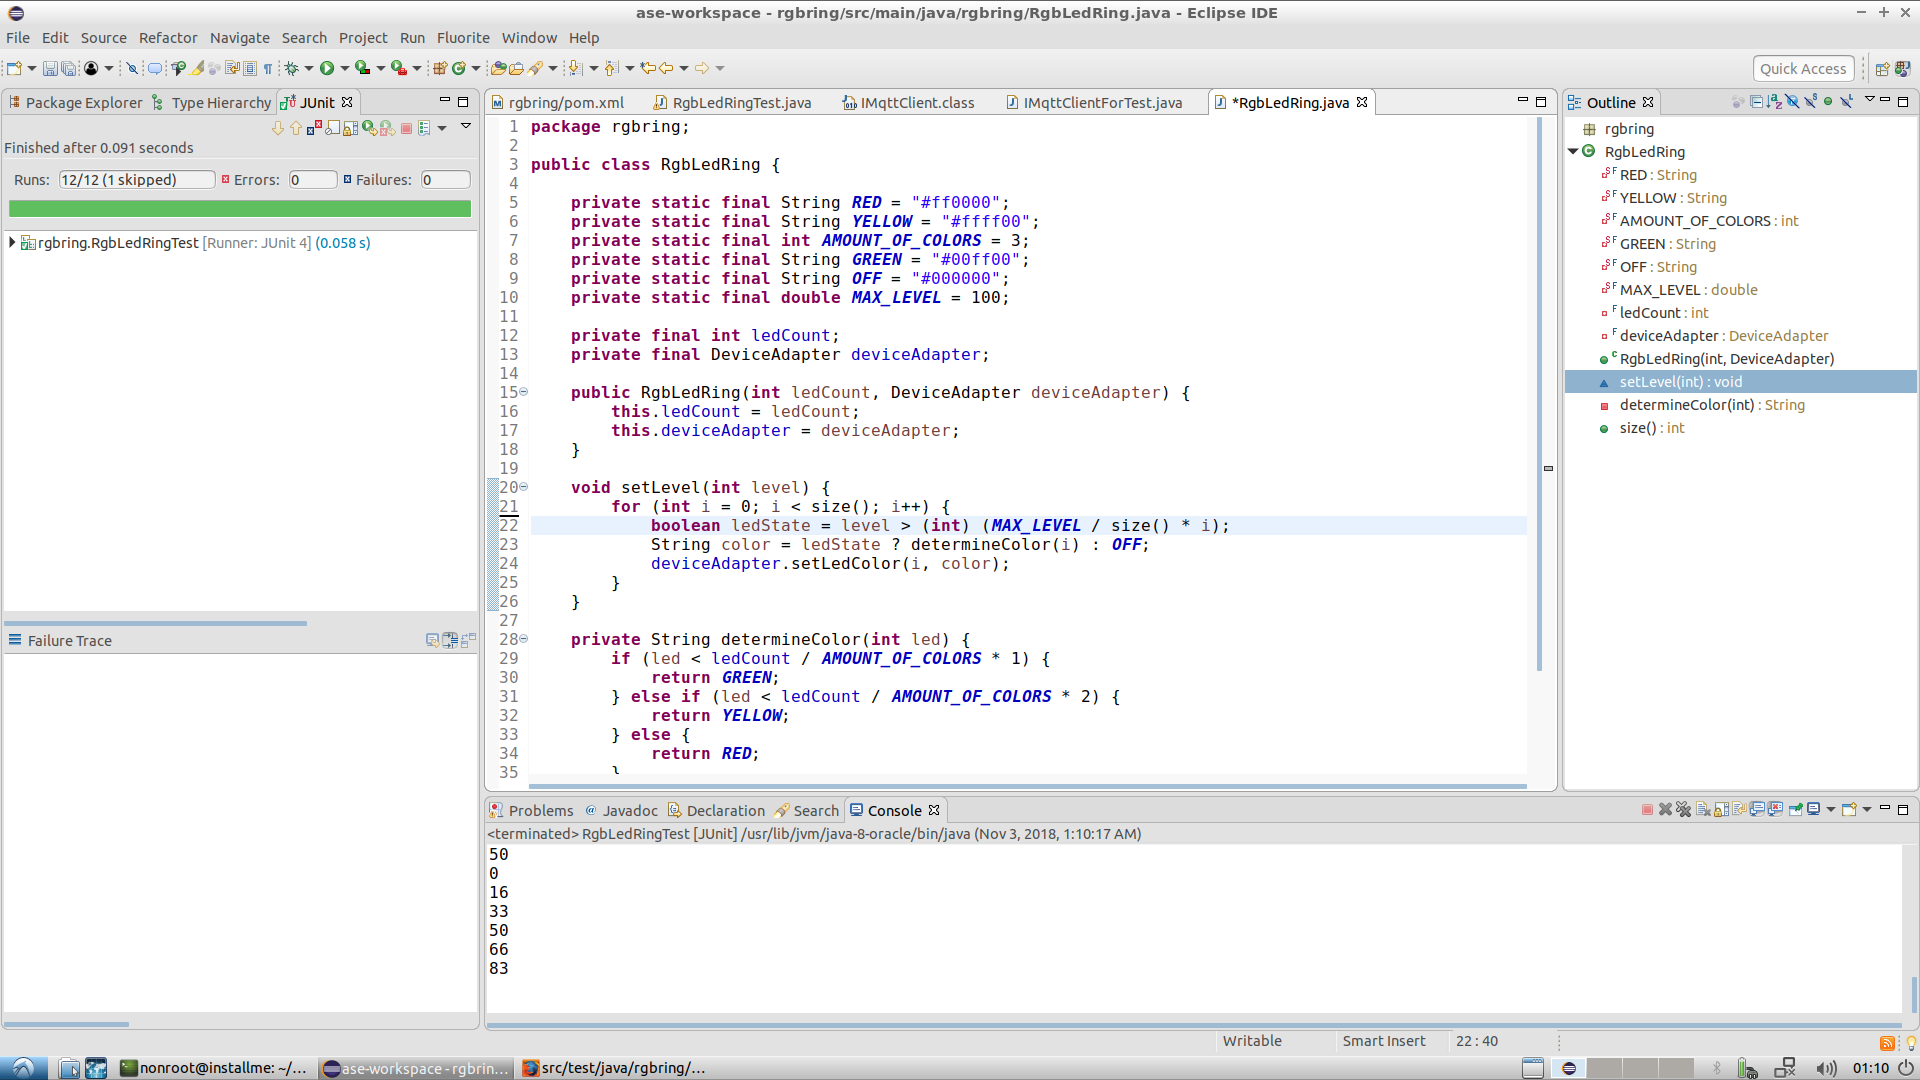 ase-workspace - rgbring/src/main/java/rgbring/RgbLedRing.java - Eclipse IDE
File Edit Source Refactor Navigate Search Project Run Fluorite Window Help
Quick Access
Package Explorer Type Hierarchy JUnit
Finished after 0.091 seconds
Runs: 12/12 (1 skipped) Errors: 0 Failures: 0
rgbring.RgbLedRingTest [Runner: JUnit 4] (0.058 s)
Failure Trace
rgbring/pom.xml RgbLedRingTest.java IMqttClient.class IMqttClientForTest.java *RgbLedRing.java
1 package rgbring;
2
3 public class RgbLedRing {
4
5 private static final String RED = "#ff0000";
6 private static final String YELLOW = "#ffff00";
7 private static final int AMOUNT_OF_COLORS = 3;
8 private static final String GREEN = "#00ff00";
9 private static final String OFF = "#000000";
10 private static final double MAX_LEVEL = 100;
11
12 private final int ledCount;
13 private final DeviceAdapter deviceAdapter;
14
15 public RgbLedRing(int ledCount, DeviceAdapter deviceAdapter) {
16 this.ledCount = ledCount;
17 this.deviceAdapter = deviceAdapter;
18 }
19
20 void setLevel(int level) {
21 for (int i = 0; i < size(); i++) {
22 boolean ledState = level > (int) (MAX_LEVEL / size() * i);
23 String color = ledState ? determineColor(i) : OFF;
24 deviceAdapter.setLedColor(i, color);
25 }
26 }
27
28 private String determineColor(int led) {
29 if (led < ledCount / AMOUNT_OF_COLORS * 1) {
30 return GREEN;
31 } else if (led < ledCount / AMOUNT_OF_COLORS * 2) {
32 return YELLOW;
33 } else {
34 return RED;
35 }
Outline
rgbring
RgbLedRing
RED : String
YELLOW : String
AMOUNT_OF_COLORS : int
GREEN : String
OFF : String
MAX_LEVEL : double
ledCount : int
deviceAdapter : DeviceAdapter
RgbLedRing(int, DeviceAdapter)
setLevel(int) : void
determineColor(int) : String
size() : int
Problems Javadoc Declaration Search Console
<terminated> RgbLedRingTest [JUnit] /usr/lib/jvm/java-8-oracle/bin/java (Nov 3, 2018, 1:10:17 AM)
50
0
16
33
50
66
83
Writable Smart Insert 22 : 40
nonroot@installme: ~/... ase-workspace - rgbrin... src/test/java/rgbring/... 01:10